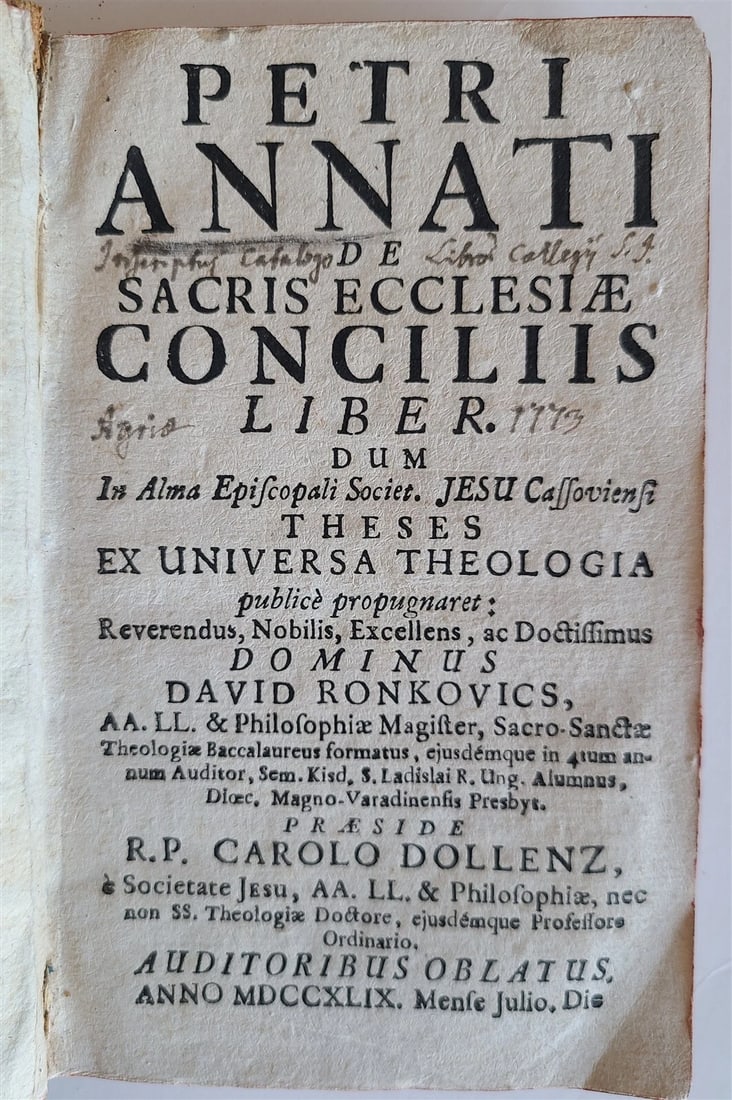 PETRI
ANNATI
Inscriptus Catalogo DE Libror Collegij S. J.
SACRIS ECCLESIÆ
CONCILIIS
Agriæ LIBER. 1773
DUM
In Alma Epiſcopali Societ. JESU Caſſovienſi
THESES
EX UNIVERSA THEOLOGIA
publicè propugnaret:
Reverendus, Nobilis, Excellens, ac Doctiſſimus
DOMINUS
DAVID RONKOVICS,
AA. LL. & Philoſophiæ Magiſter, Sacro-Sanctæ
Theologiæ Baccalaureus formatus, ejusdémque in 4tum an-
num Auditor, Sem. Kisd. S. Ladislai R. Ung. Alumnus,
Diœc. Magno-Varadinenſis Presbyt.
PRÆSIDE
R.P. CAROLO DOLLENZ,
è Societate JESU, AA. LL. & Philoſophiæ, nec
non SS. Theologiæ Doctore, ejusdémque Profeſſore
Ordinario.
AUDITORIBUS OBLATUS.
ANNO MDCCXLIX. Menſe Julio. Die